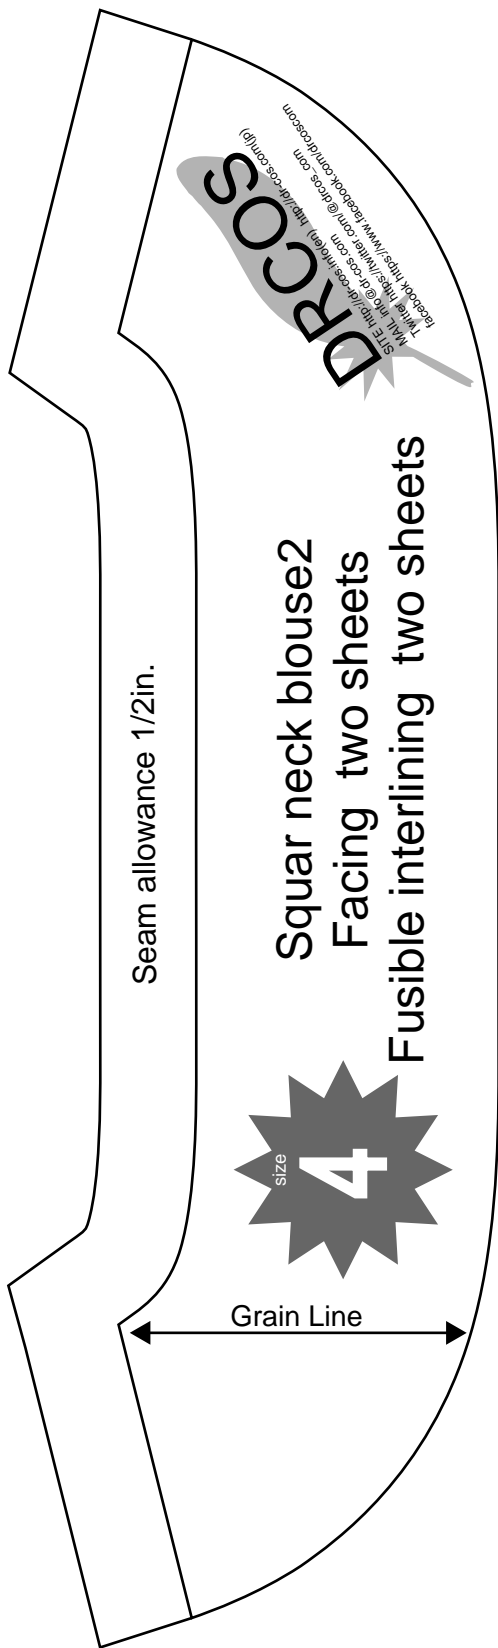 DRCOS
SITE http://dr-cos.info(en) http://dr-cos.com(jp)
MAIL info@dr-cos.com
Twitter https://twitter.com/@drcos_com
facebook https://www.facebook.com/drcoscom
Seam allowance 1/2in.
Squar neck blouse2
Facing two sheets
Fusible interlining two sheets
size
4
Grain Line